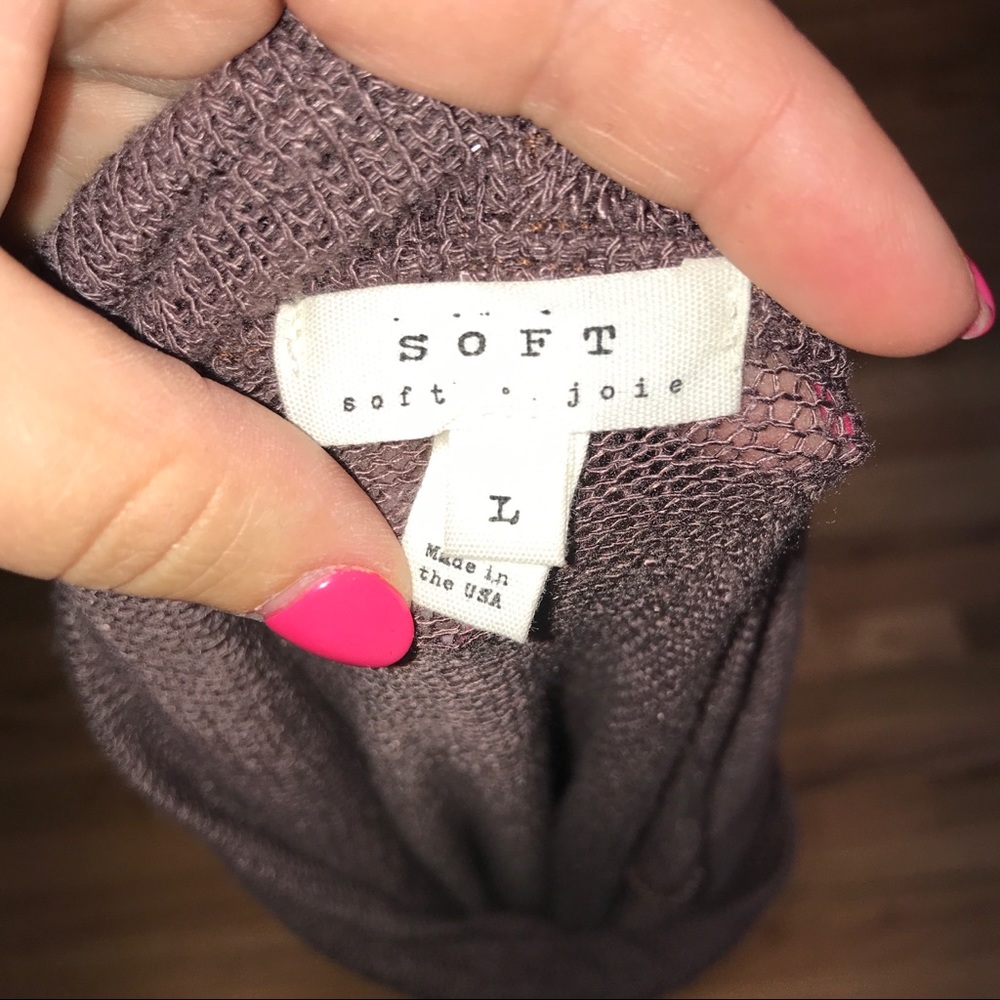 SOFT
soft joie
L
Made in
the USA